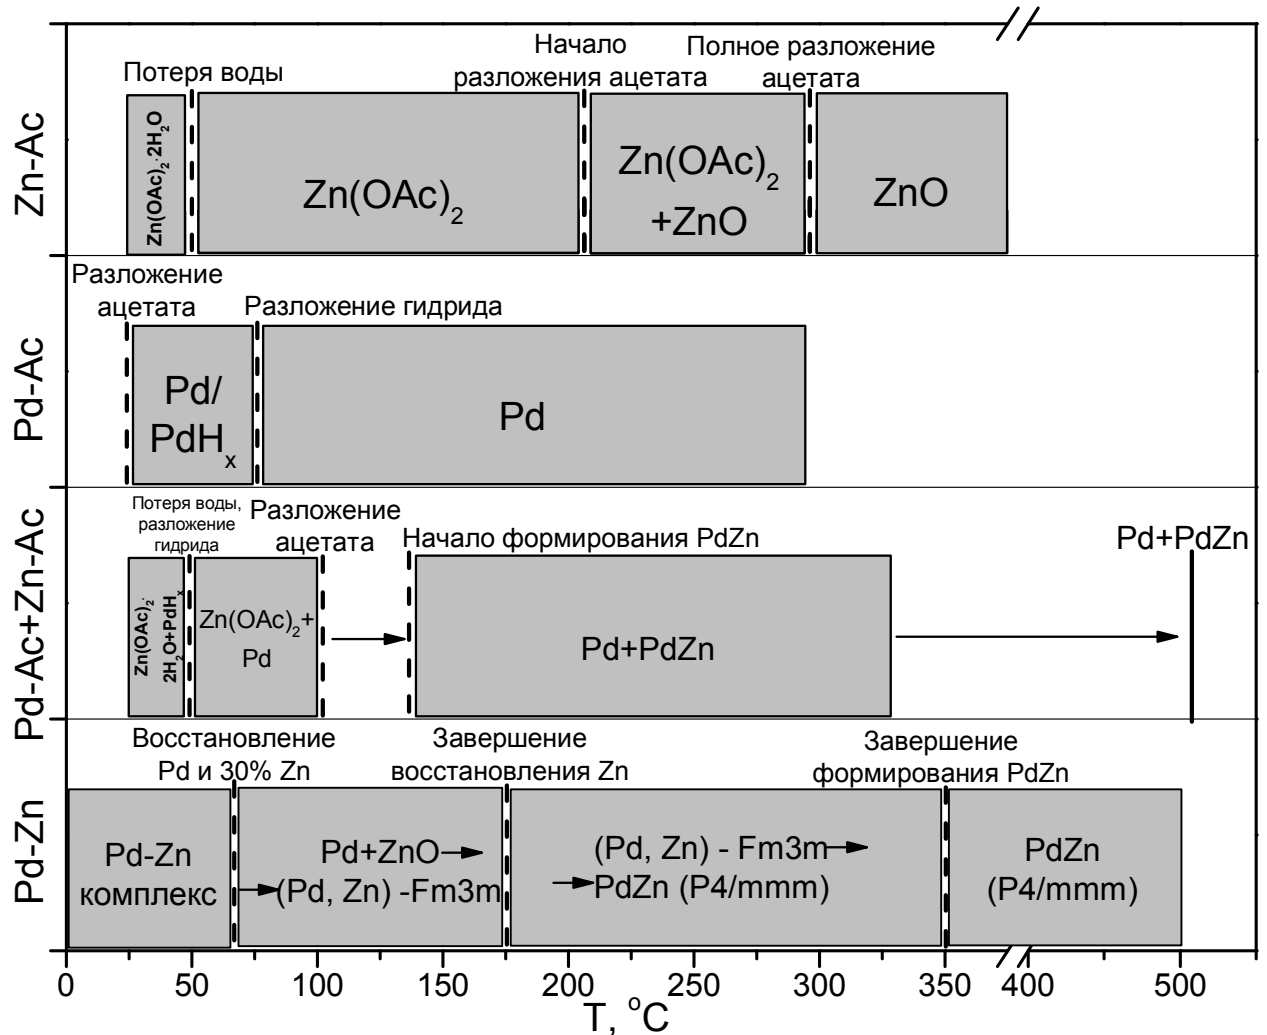 Zn-Ac
Потеря воды
Начало
разложения ацетата
Полное разложение
ацетата
Zn(OAc)₂·2H₂O
Zn(OAc)₂
Zn(OAc)₂
+ZnO
ZnO
Pd-Ac
Разложение
ацетата
Разложение гидрида
Pd/
PdHₓ
Pd
Pd-Ac+Zn-Ac
Потеря воды,
разложение
гидрида
Разложение
ацетата
Начало формирования PdZn
Pd+PdZn
Zn(OAc)₂·
2H₂O+PdHₓ
Zn(OAc)₂+
Pd
Pd+PdZn
Pd-Zn
Восстановление
Pd и 30% Zn
Завершение
восстановления Zn
Завершение
формирования PdZn
Pd-Zn
комплекс
Pd+ZnO
(Pd, Zn) -Fm3m
(Pd, Zn) - Fm3m
PdZn (P4/mmm)
PdZn
(P4/mmm)
0 50 100 150 200 250 300 350 400 500
T, °C